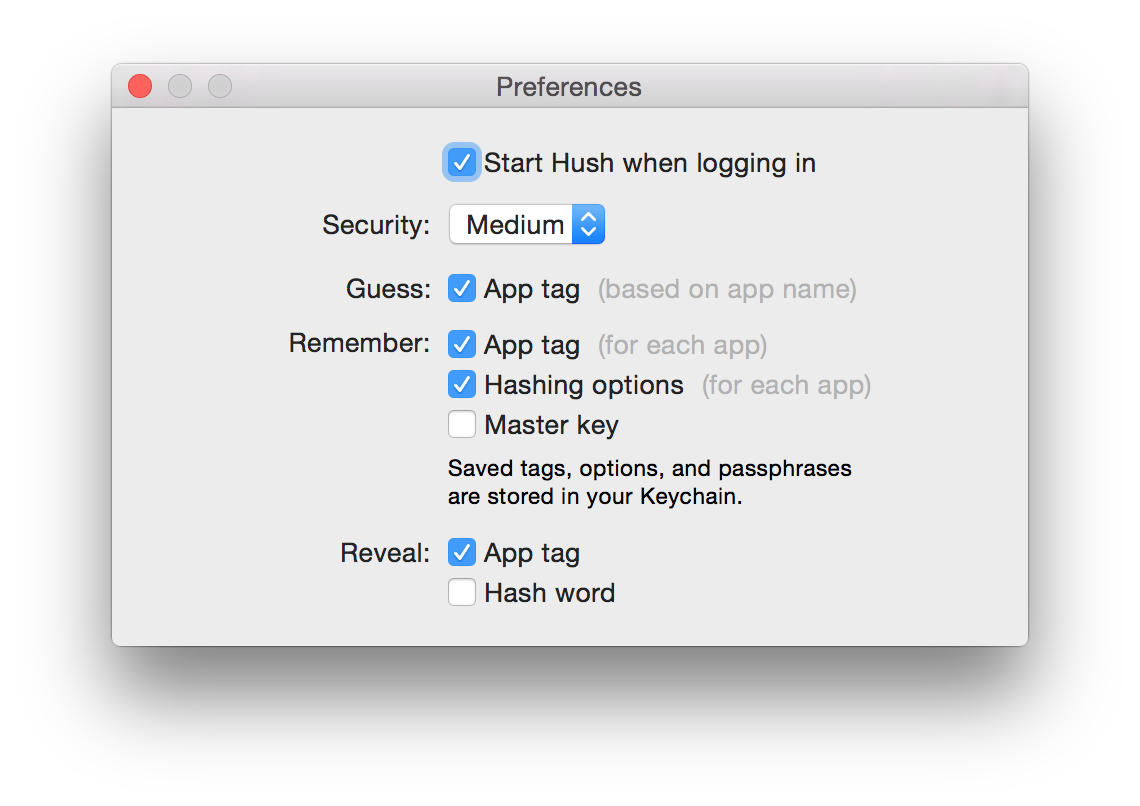 Preferences
Start Hush when logging in
Security: Medium
Guess: App tag (based on app name)
Remember: App tag (for each app)
Hashing options (for each app)
Master key
Saved tags, options, and passphrases
are stored in your Keychain.
Reveal: App tag
Hash word